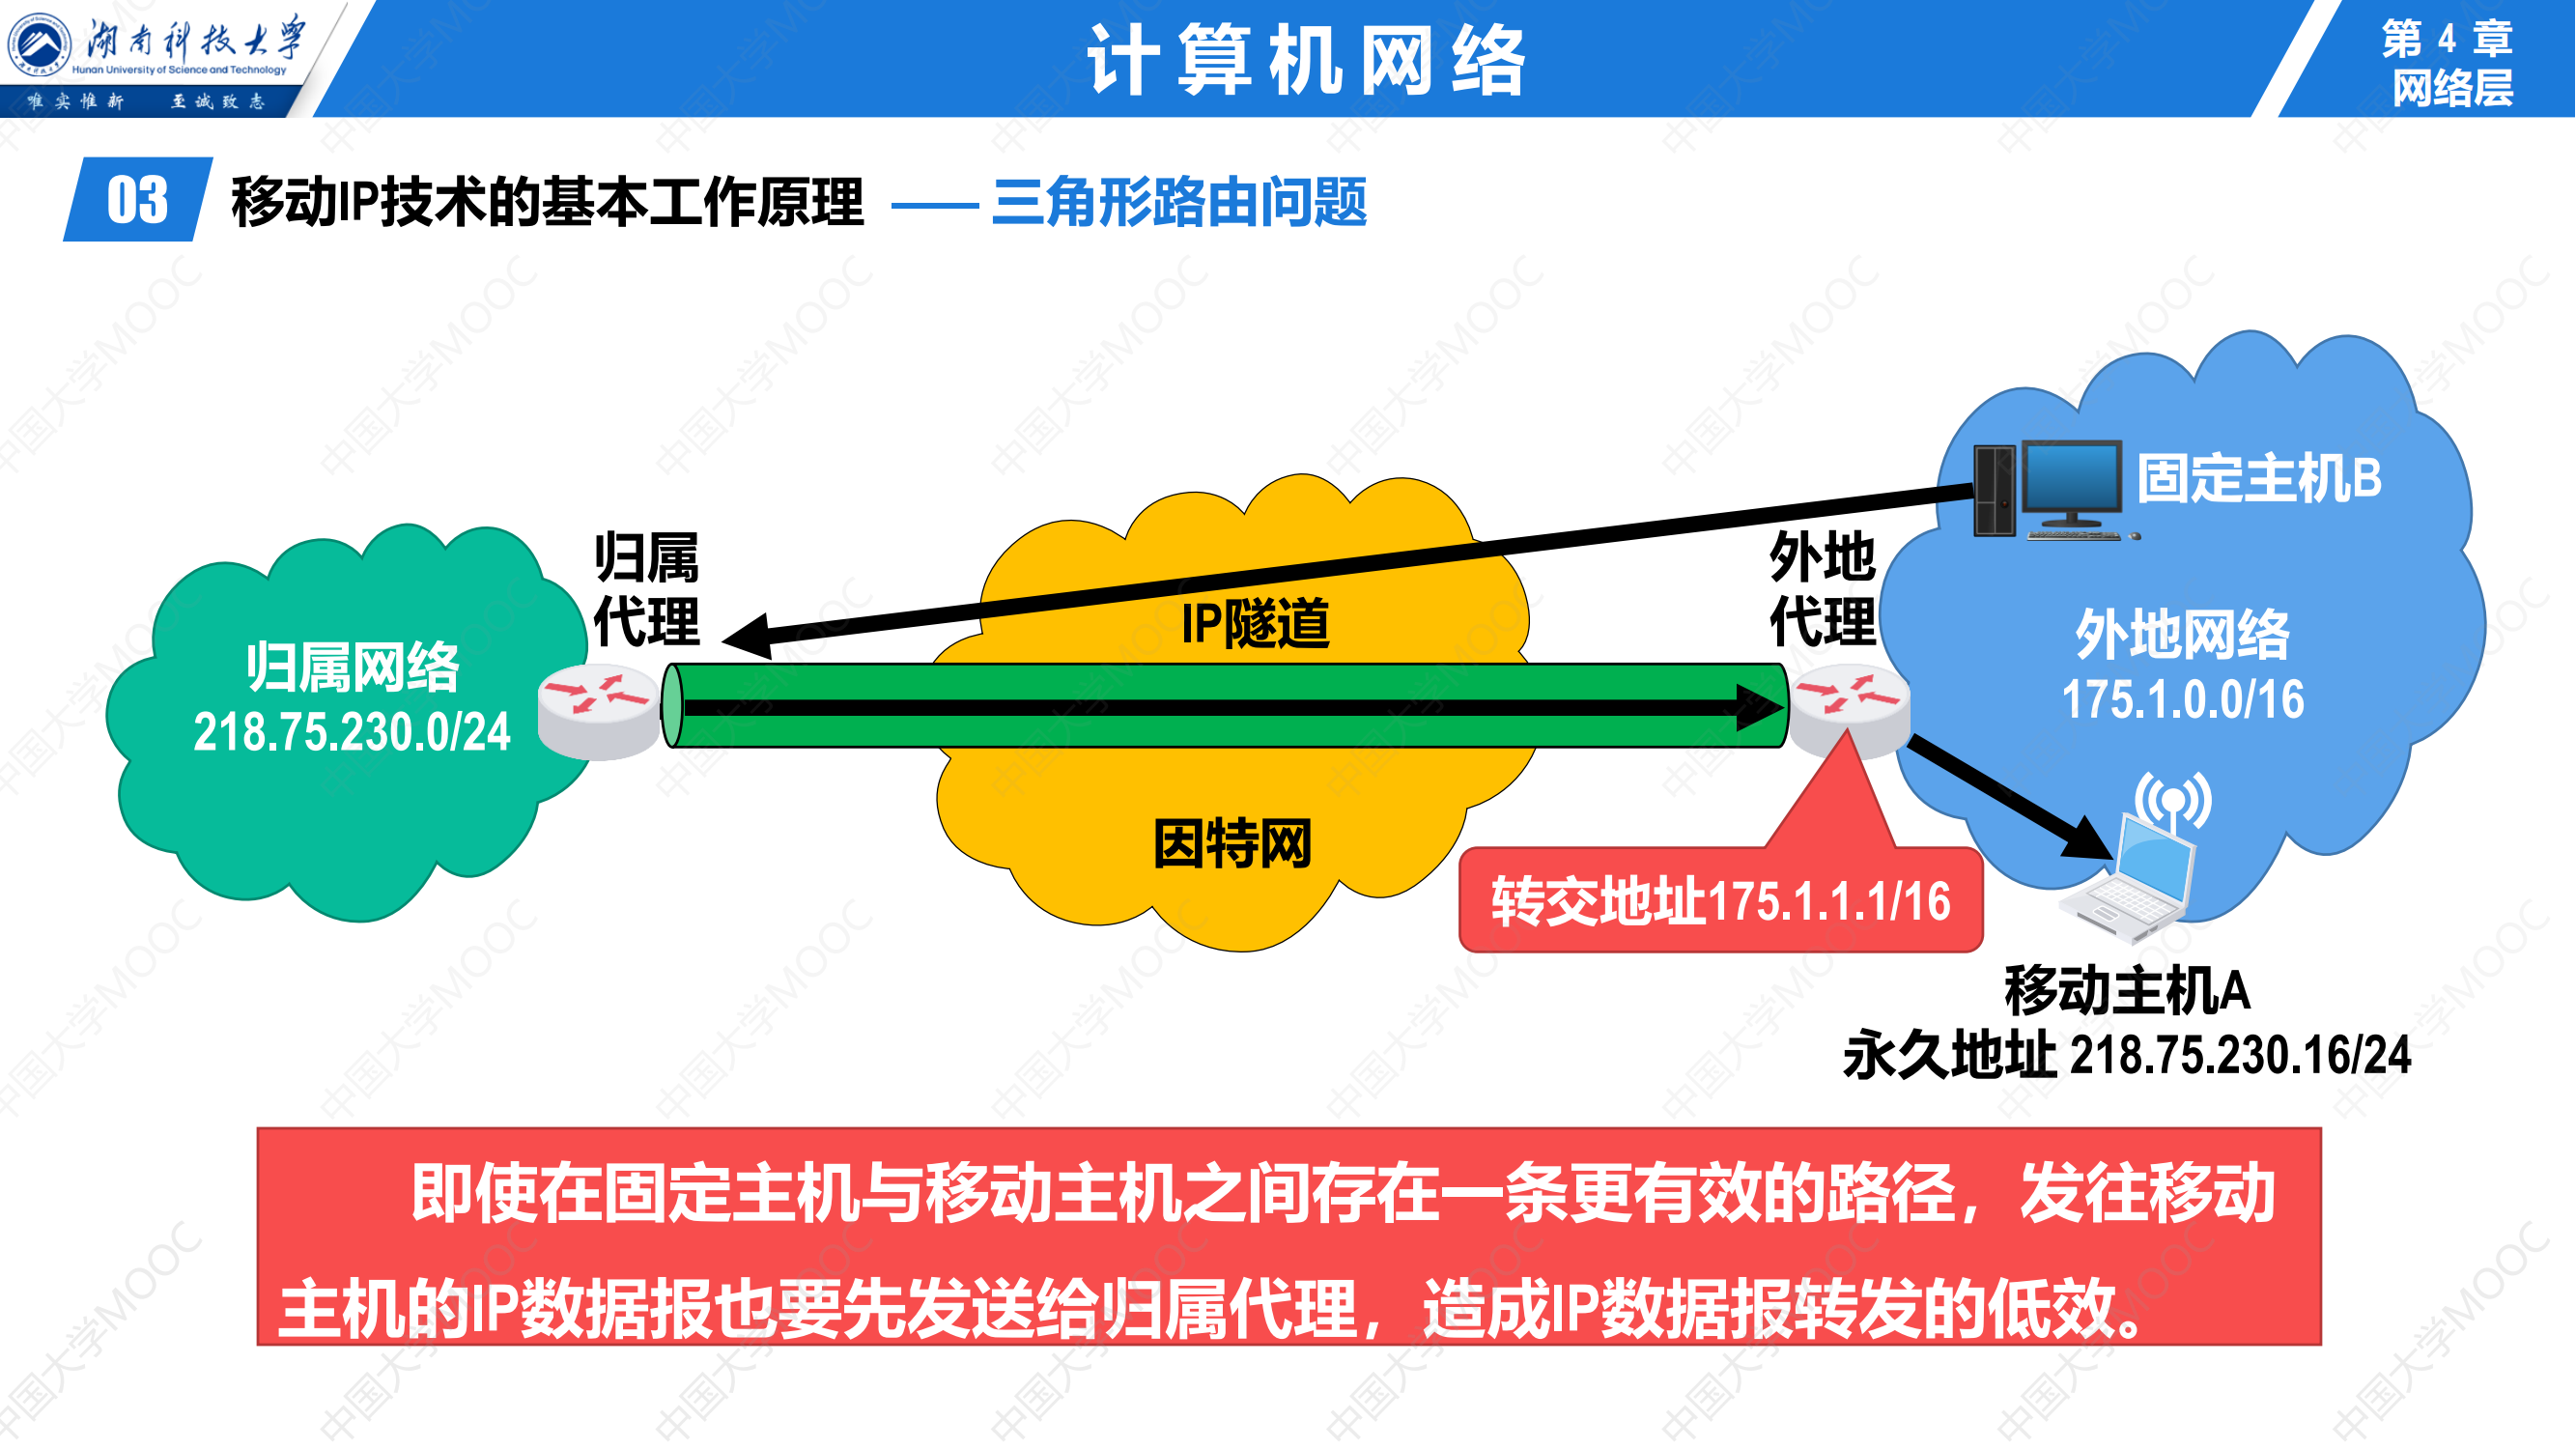 湖南科技大学
Hunan University of Science and Technology
唯实惟新 至诚致志
计算机网络
第 4 章
网络层
03 移动IP技术的基本工作原理 —— 三角形路由问题
固定主机B
归属
代理
外地
代理
IP隧道
外地网络
175.1.0.0/16
归属网络
218.75.230.0/24
因特网
转交地址175.1.1.1/16
移动主机A
永久地址 218.75.230.16/24
即使在固定主机与移动主机之间存在一条更有效的路径，发往移动
主机的IP数据报也要先发送给归属代理，造成IP数据报转发的低效。
中国大学MOOC